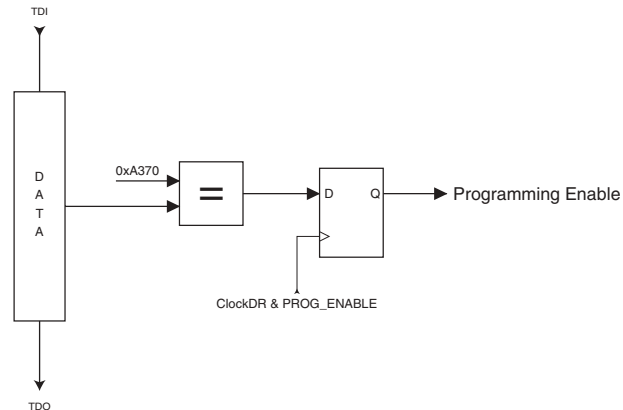 TDI
D
A
T
A
0xA370
=
D
Q
Programming Enable
ClockDR & PROG_ENABLE
TDO